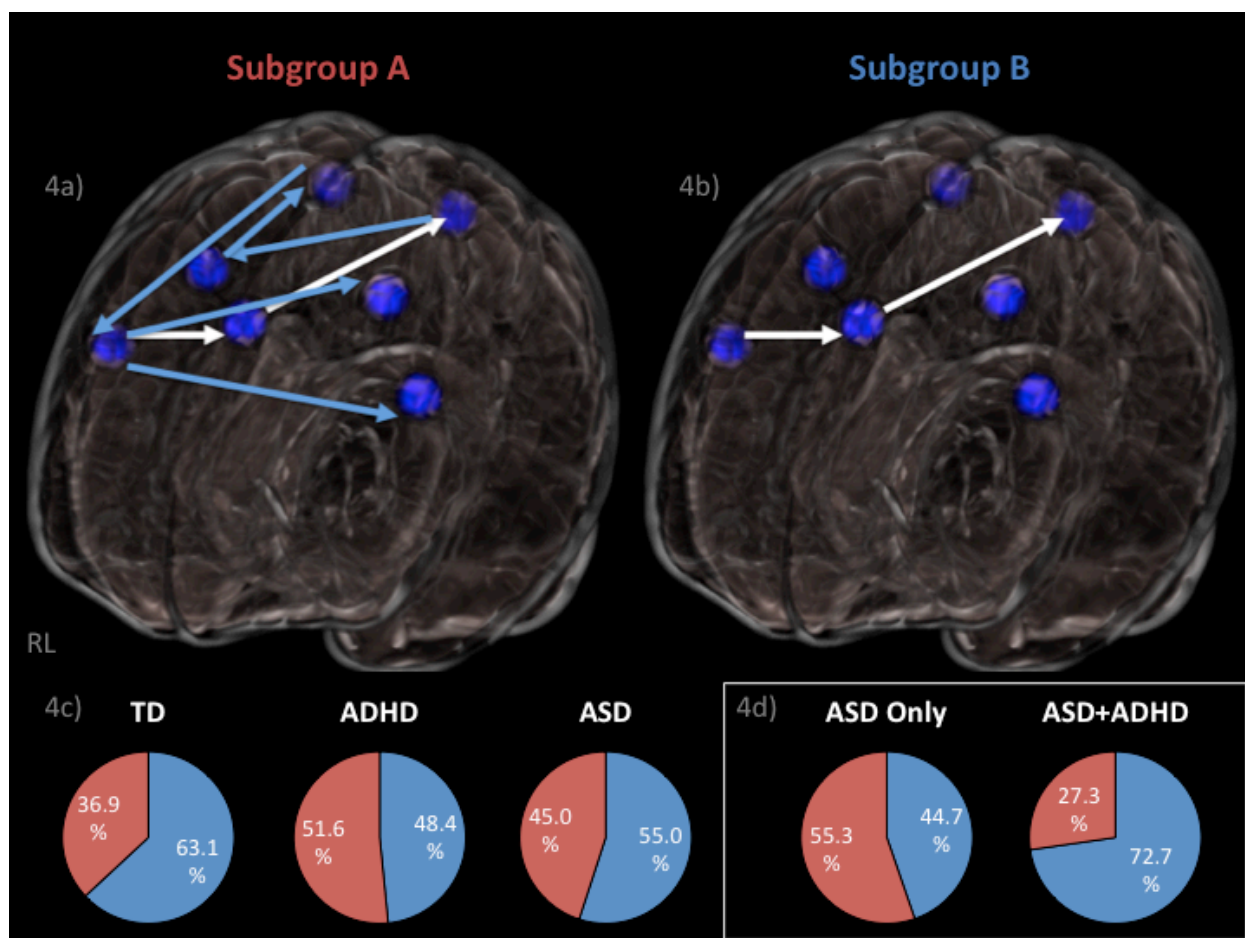 Subgroup A
Subgroup B
4a)
4b)
RL
4c)
TD
ADHD
ASD
4d)
ASD Only
ASD+ADHD
36.9
%
63.1
%
51.6
%
48.4
%
45.0
%
55.0
%
55.3
%
44.7
%
27.3
%
72.7
%